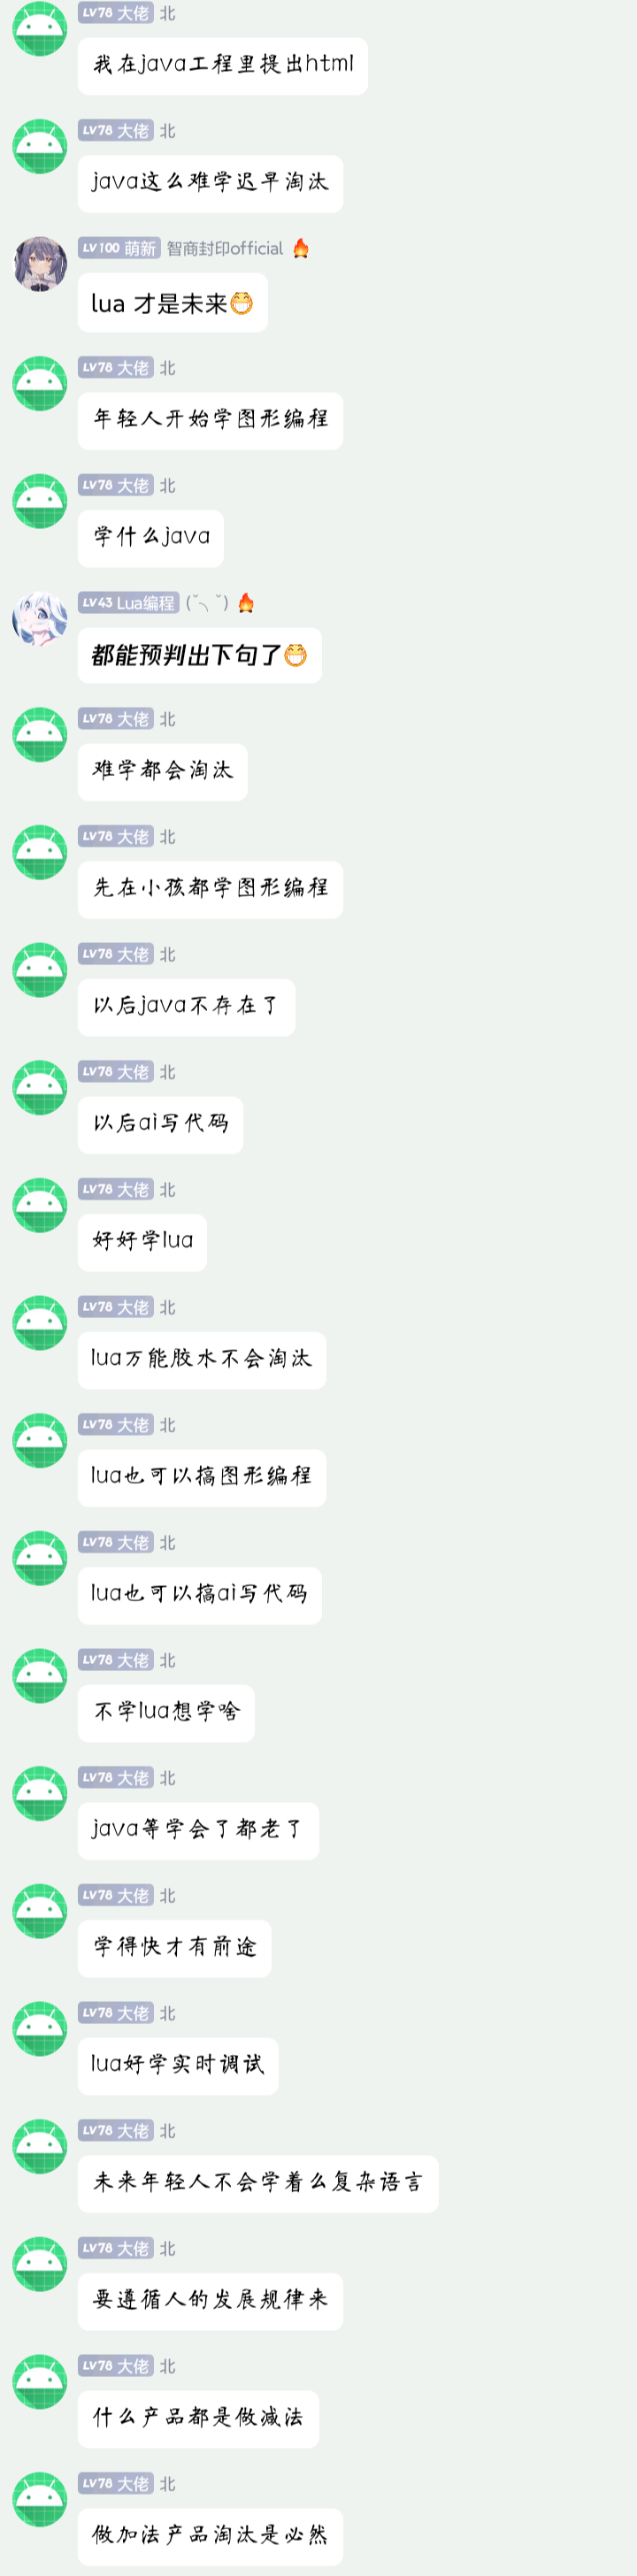 LV78 大佬 北
我在java工程里提出html
LV78 大佬 北
java这么难学迟早淘汰
LV100 萌新 智商封印official 🔥
lua 才是未来😁
LV78 大佬 北
年轻人开始学图形编程
LV78 大佬 北
学什么java
LV43 Lua编程 (˘╮˘) 🔥
都能预判出下句了😁
LV78 大佬 北
难学都会淘汰
LV78 大佬 北
先在小孩都学图形编程
LV78 大佬 北
以后java不存在了
LV78 大佬 北
以后ai写代码
LV78 大佬 北
好好学lua
LV78 大佬 北
lua万能胶水不会淘汰
LV78 大佬 北
lua也可以搞图形编程
LV78 大佬 北
lua也可以搞ai写代码
LV78 大佬 北
不学lua想学啥
LV78 大佬 北
java等学会了都老了
LV78 大佬 北
学得快才有前途
LV78 大佬 北
lua好学实时调试
LV78 大佬 北
未来年轻人不会学着么复杂语言
LV78 大佬 北
要遵循人的发展规律来
LV78 大佬 北
什么产品都是做减法
LV78 大佬 北
做加法产品淘汰是必然